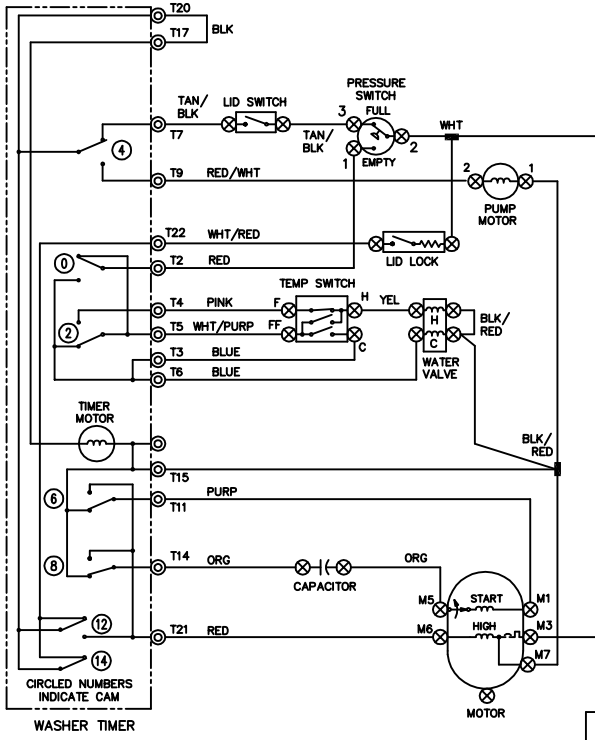 T20
T17
BLK
PRESSURE
SWITCH
FULL
TAN/
BLK
LID SWITCH
3
TAN/
BLK
WHT
T7
2
4
1
EMPTY
T9
RED/WHT
2
1
PUMP
MOTOR
T22
WHT/RED
LID LOCK
0
T2
RED
TEMP SWITCH
T4
PINK
F
H
YEL
H
BLK/
RED
2
T5
WHT/PURP
FF
C
C
T3
BLUE
WATER
VALVE
T6
BLUE
TIMER
MOTOR
BLK/
RED
T15
6
PURP
T11
T14
ORG
ORG
8
CAPACITOR
M5
START
M1
12
T21
RED
M6
HIGH
M3
14
M7
CIRCLED NUMBERS
INDICATE CAM
MOTOR
WASHER TIMER